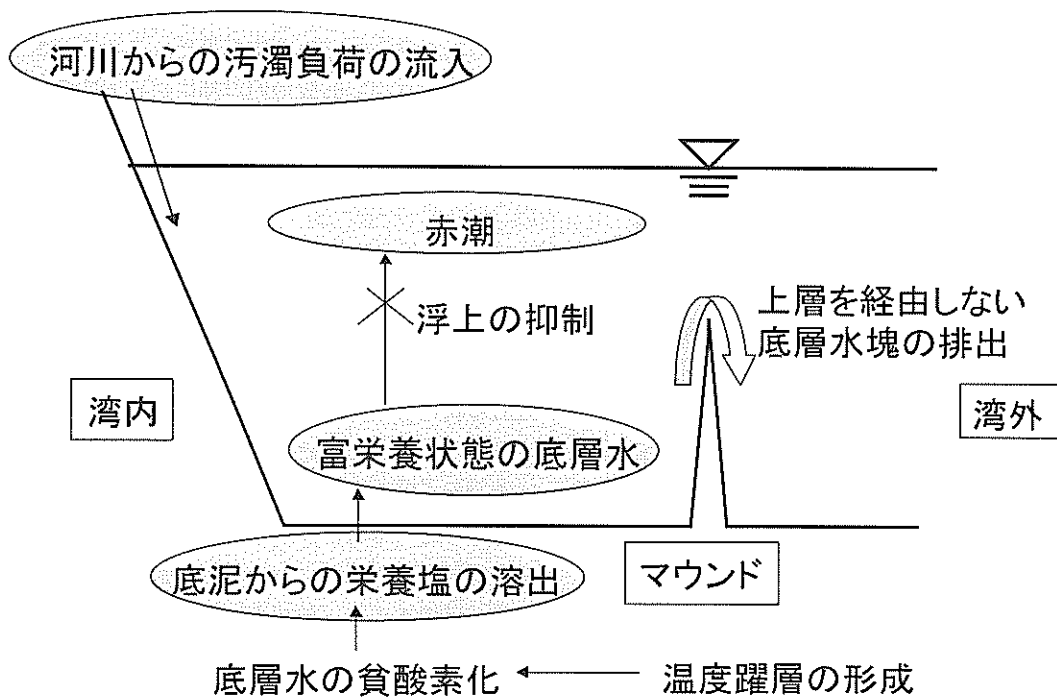 河川からの汚濁負荷の流入
赤潮
浮上の抑制
上層を経由しない
底層水塊の排出
湾内
湾外
富栄養状態の底層水
底泥からの栄養塩の溶出
マウンド
底層水の貧酸素化
温度躍層の形成